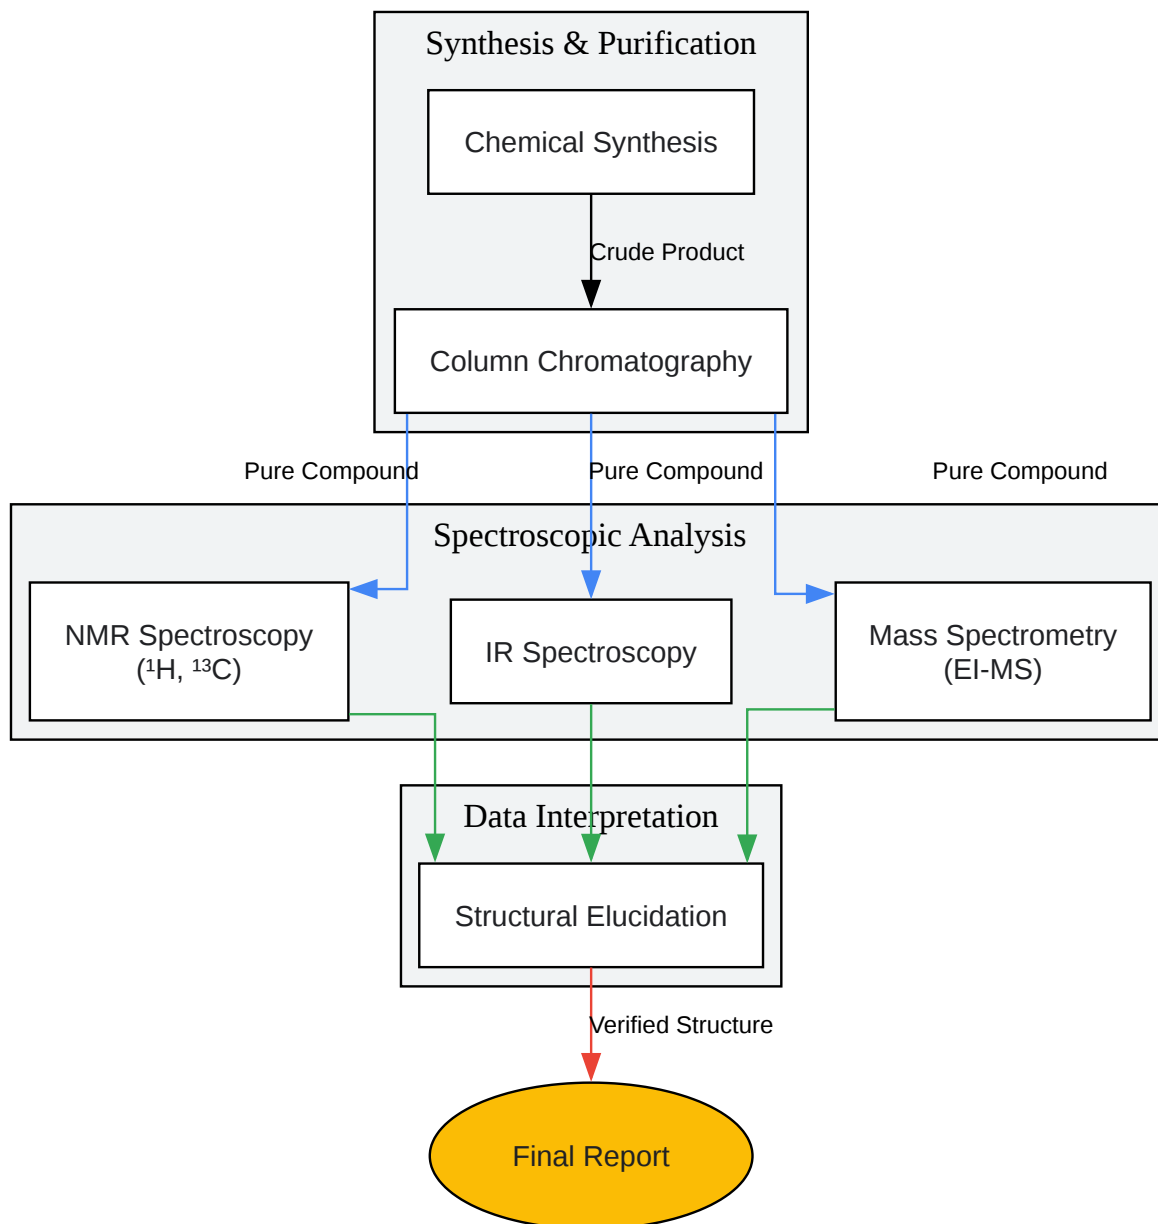 Synthesis & Purification
Chemical Synthesis
Crude Product
Column Chromatography
Pure Compound
Pure Compound
Pure Compound
Spectroscopic Analysis
NMR Spectroscopy
(¹H, ¹³C)
IR Spectroscopy
Mass Spectrometry
(EI-MS)
Data Interpretation
Structural Elucidation
Verified Structure
Final Report